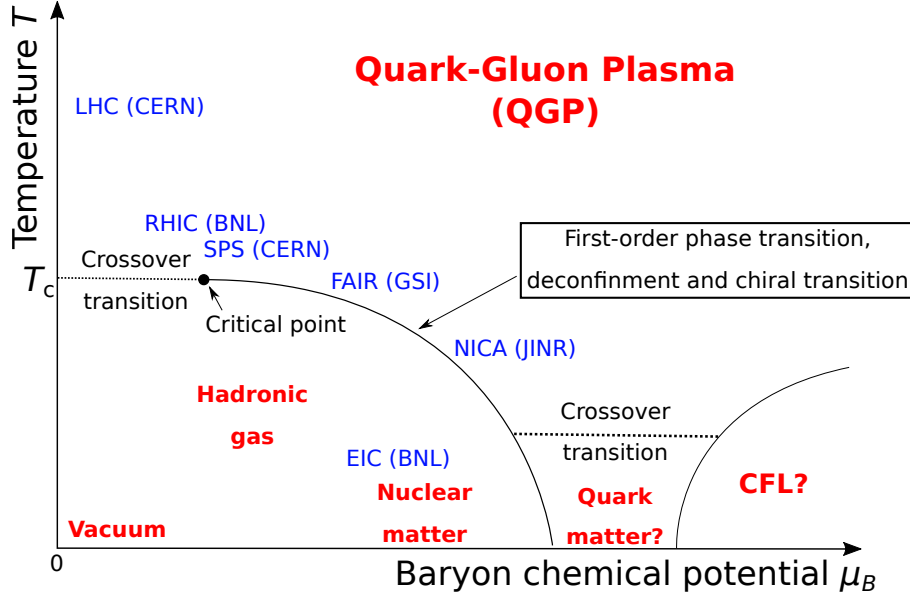 Temperature T
Quark-Gluon Plasma
(QGP)
LHC (CERN)
RHIC (BNL)
SPS (CERN)
First-order phase transition,
deconfinment and chiral transition
Crossover
transition
T_c
FAIR (GSI)
Critical point
NICA (JINR)
Hadronic
gas
Crossover
transition
EIC (BNL)
Nuclear
matter
Quark
matter?
CFL?
Vacuum
0
Baryon chemical potential μ_B